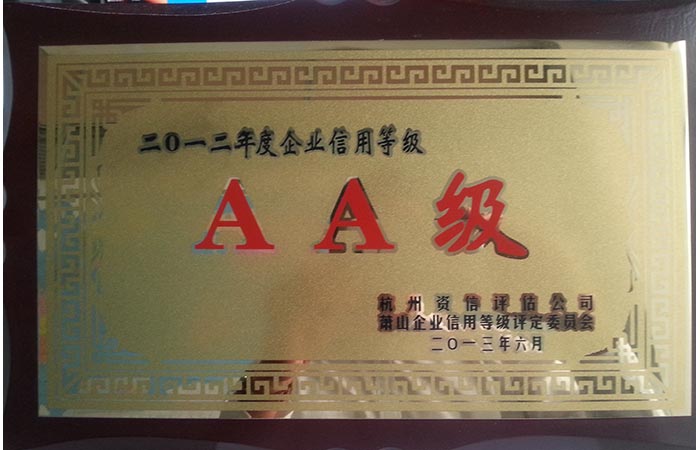 二〇一二年度企业信用等级
AA级
杭州资信评估公司
萧山企业信用等级评定委员会
二〇一三年六月